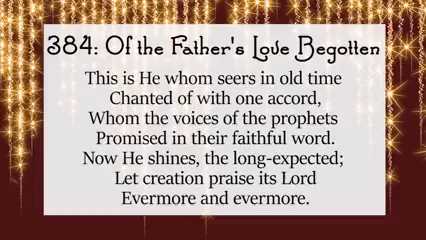 384: Of the Father's Love Begotten
This is He whom seers in old time
Chanted of with one accord,
Whom the voices of the prophets
Promised in their faithful word.
Now He shines, the long-expected;
Let creation praise its Lord
Evermore and evermore.